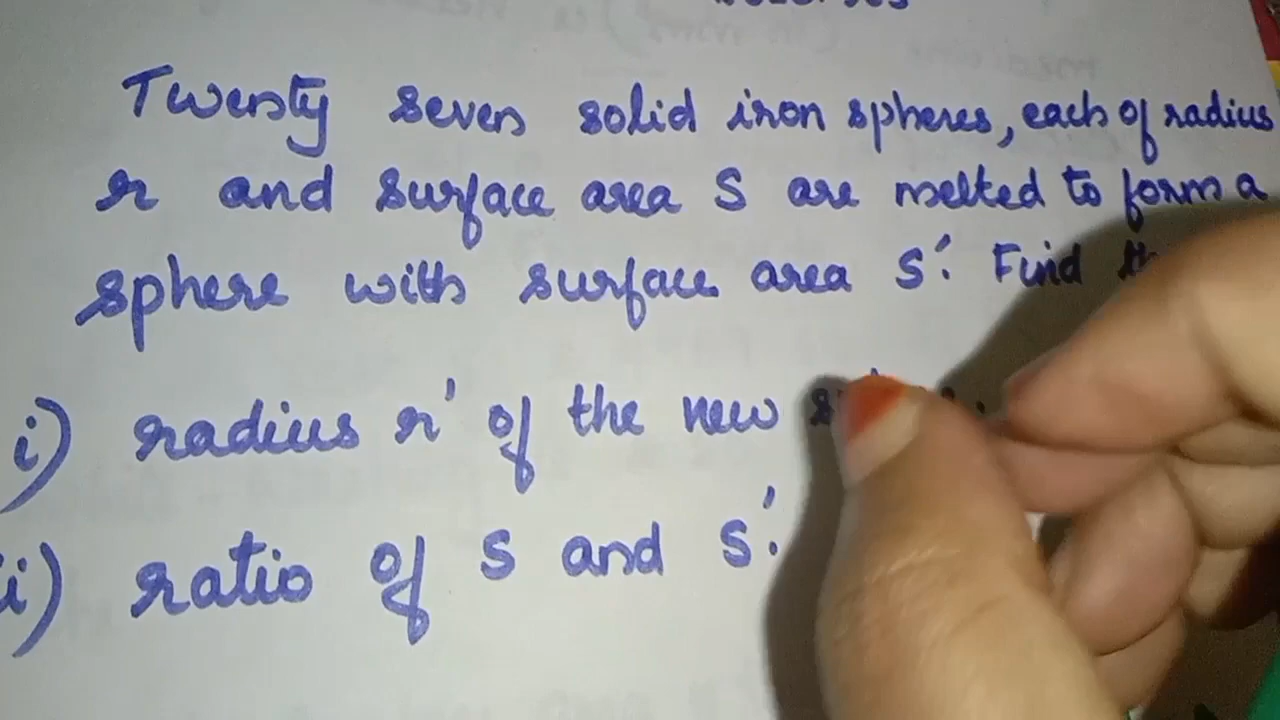 Twenty seven solid iron spheres, each of radius
r and surface area S are melted to form a
sphere with surface area S'. Find
i) radius r' of the new
ii) ratio of S and S'.